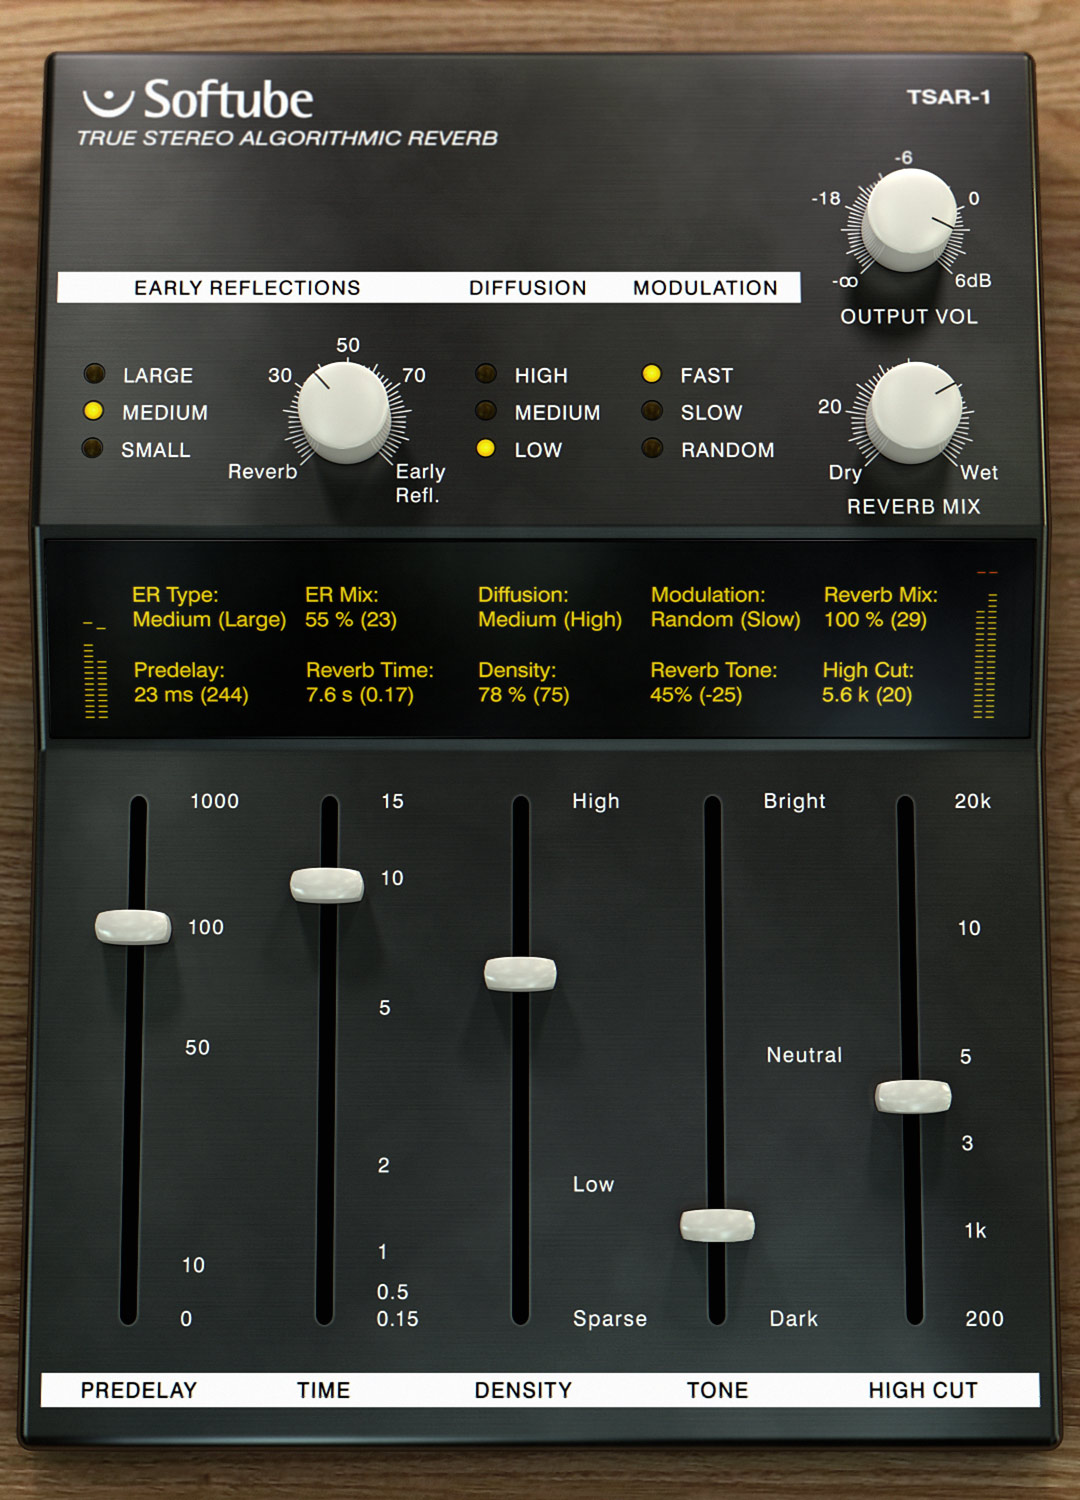 Softube
TSAR-1
TRUE STEREO ALGORITHMIC REVERB
-6
-18
0
-∞
6dB
OUTPUT VOL
EARLY REFLECTIONS
DIFFUSION
MODULATION
LARGE
MEDIUM
SMALL
50
30
70
Reverb
Early
Refl.
HIGH
MEDIUM
LOW
FAST
SLOW
RANDOM
20
Dry
Wet
REVERB MIX
ER Type:
Medium (Large)
ER Mix:
55 % (23)
Diffusion:
Medium (High)
Modulation:
Random (Slow)
Reverb Mix:
100 % (29)
Predelay:
23 ms (244)
Reverb Time:
7.6 s (0.17)
Density:
78 % (75)
Reverb Tone:
45% (-25)
High Cut:
5.6 k (20)
1000
100
50
10
0
15
10
5
2
1
0.5
0.15
High
Low
Sparse
Bright
Neutral
Dark
20k
10
5
3
1k
200
PREDELAY
TIME
DENSITY
TONE
HIGH CUT